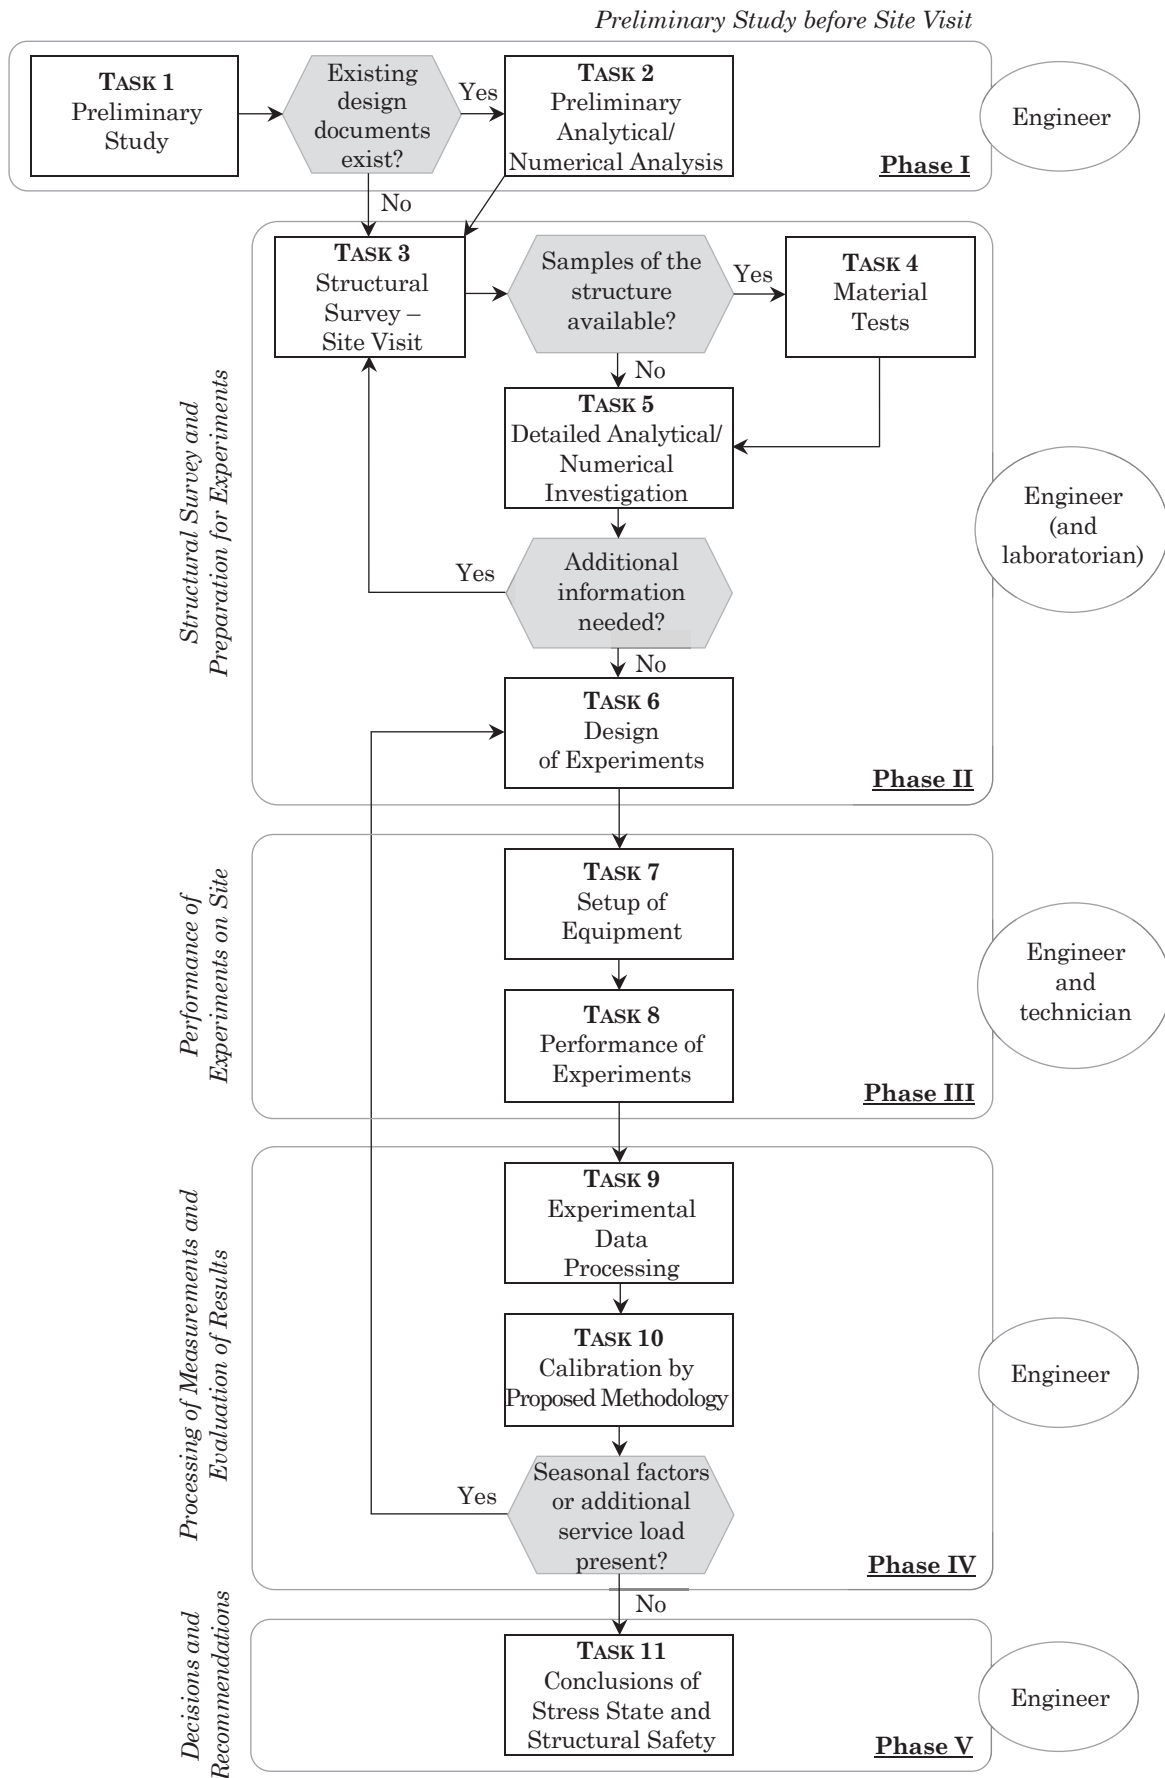 Preliminary Study before Site Visit
TASK 1
Preliminary
Study
Existing
design
documents
exist?
Yes
TASK 2
Preliminary
Analytical/
Numerical Analysis
Engineer
Phase I
No
TASK 3
Structural
Survey –
Site Visit
Samples of the
structure
available?
Yes
TASK 4
Material
Tests
No
TASK 5
Detailed Analytical/
Numerical
Investigation
Structural Survey and
Preparation for Experiments
Engineer
(and
laboratorian)
Additional
information
needed?
Yes
No
TASK 6
Design
of Experiments
Phase II
TASK 7
Setup of
Equipment
Performance of
Experiments on Site
Engineer
and
technician
TASK 8
Performance of
Experiments
Phase III
TASK 9
Experimental
Data
Processing
Processing of Measurements and
Evaluation of Results
TASK 10
Calibration by
Proposed Methodology
Engineer
Seasonal factors
or additional
service load
present?
Yes
Phase IV
No
Decisions and
Recommendations
TASK 11
Conclusions of
Stress State and
Structural Safety
Engineer
Phase V